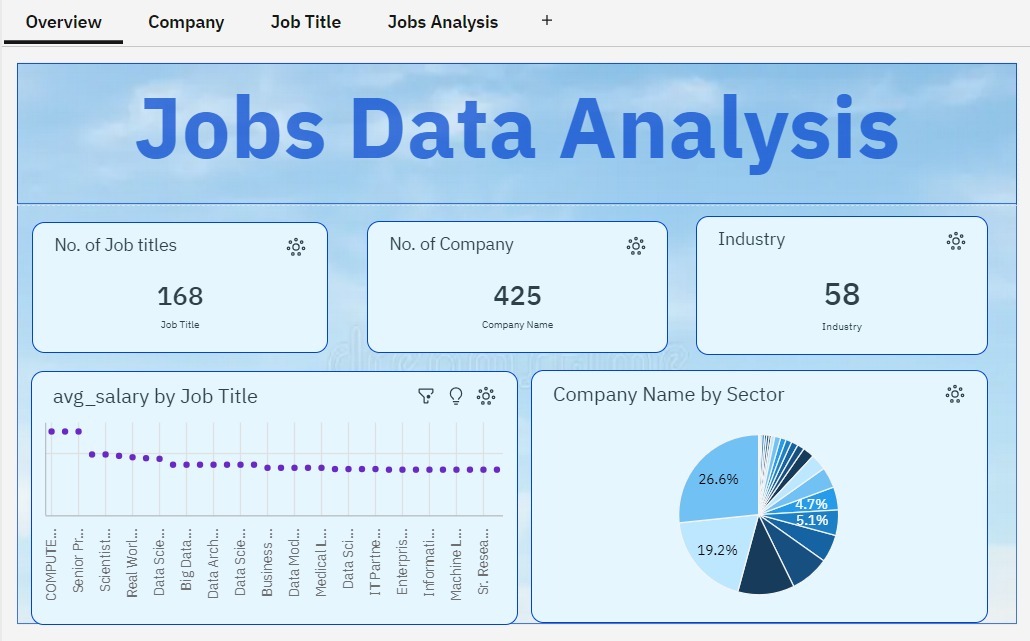 Overview Company Job Title Jobs Analysis +
Jobs Data Analysis
No. of Job titles
168
Job Title
No. of Company
425
Company Name
Industry
58
Industry
avg_salary by Job Title
COMPUTE...
Senior Pr...
Scientist...
Real Worl...
Data Scie...
Big Data...
Data Arch...
Data Scie...
Business ...
Data Mod...
Medical L...
Data Sci...
IT Partne...
Enterpris...
Informati...
Machine L...
Sr. Resea...
Company Name by Sector
26.6%
4.7%
5.1%
19.2%